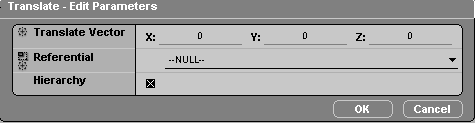 Translate - Edit Parameters
Translate Vector X: 0 Y: 0 Z: 0
Referential --NULL--
Hierarchy
OK Cancel